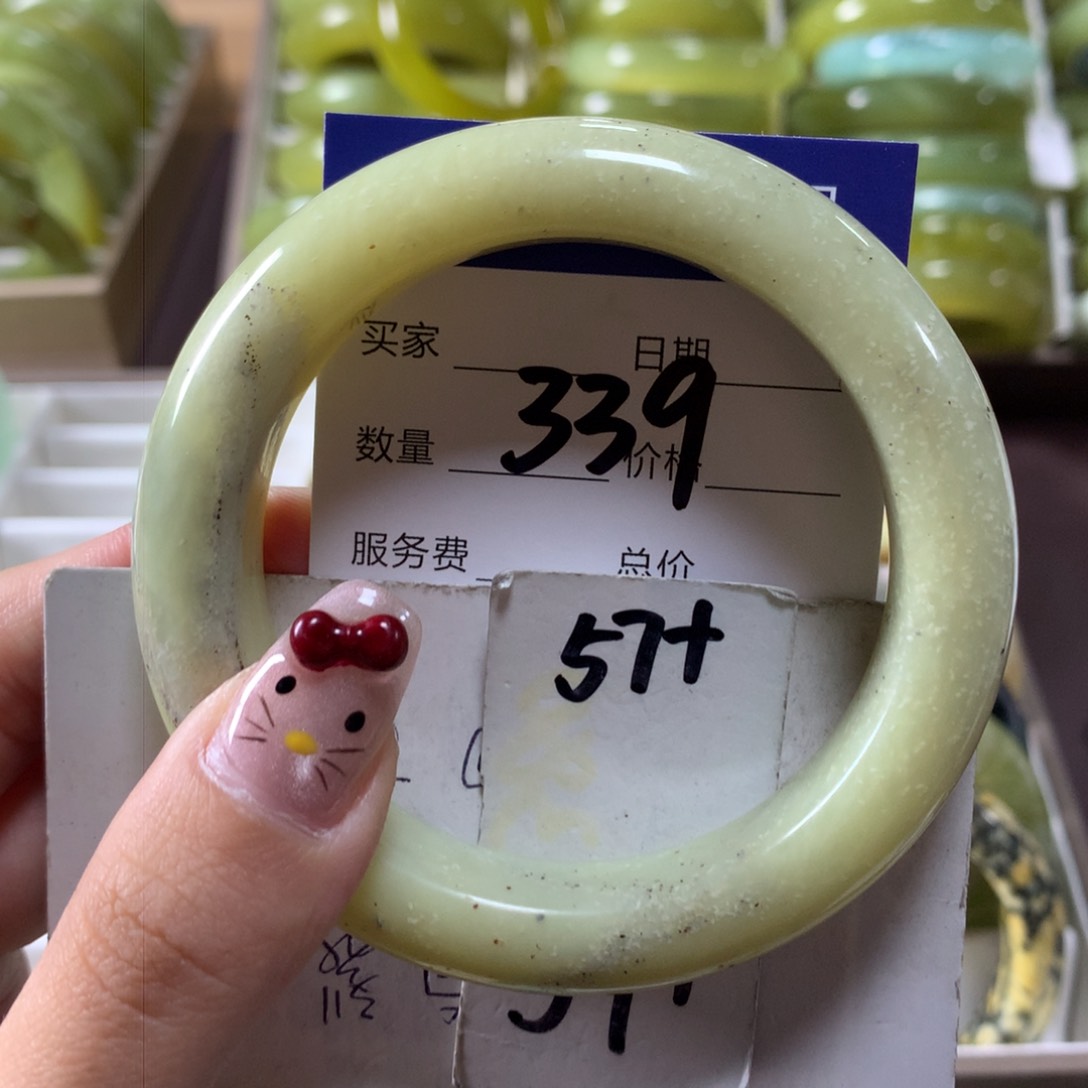 买家 日期
339
数量 价格
服务费 总价
57+